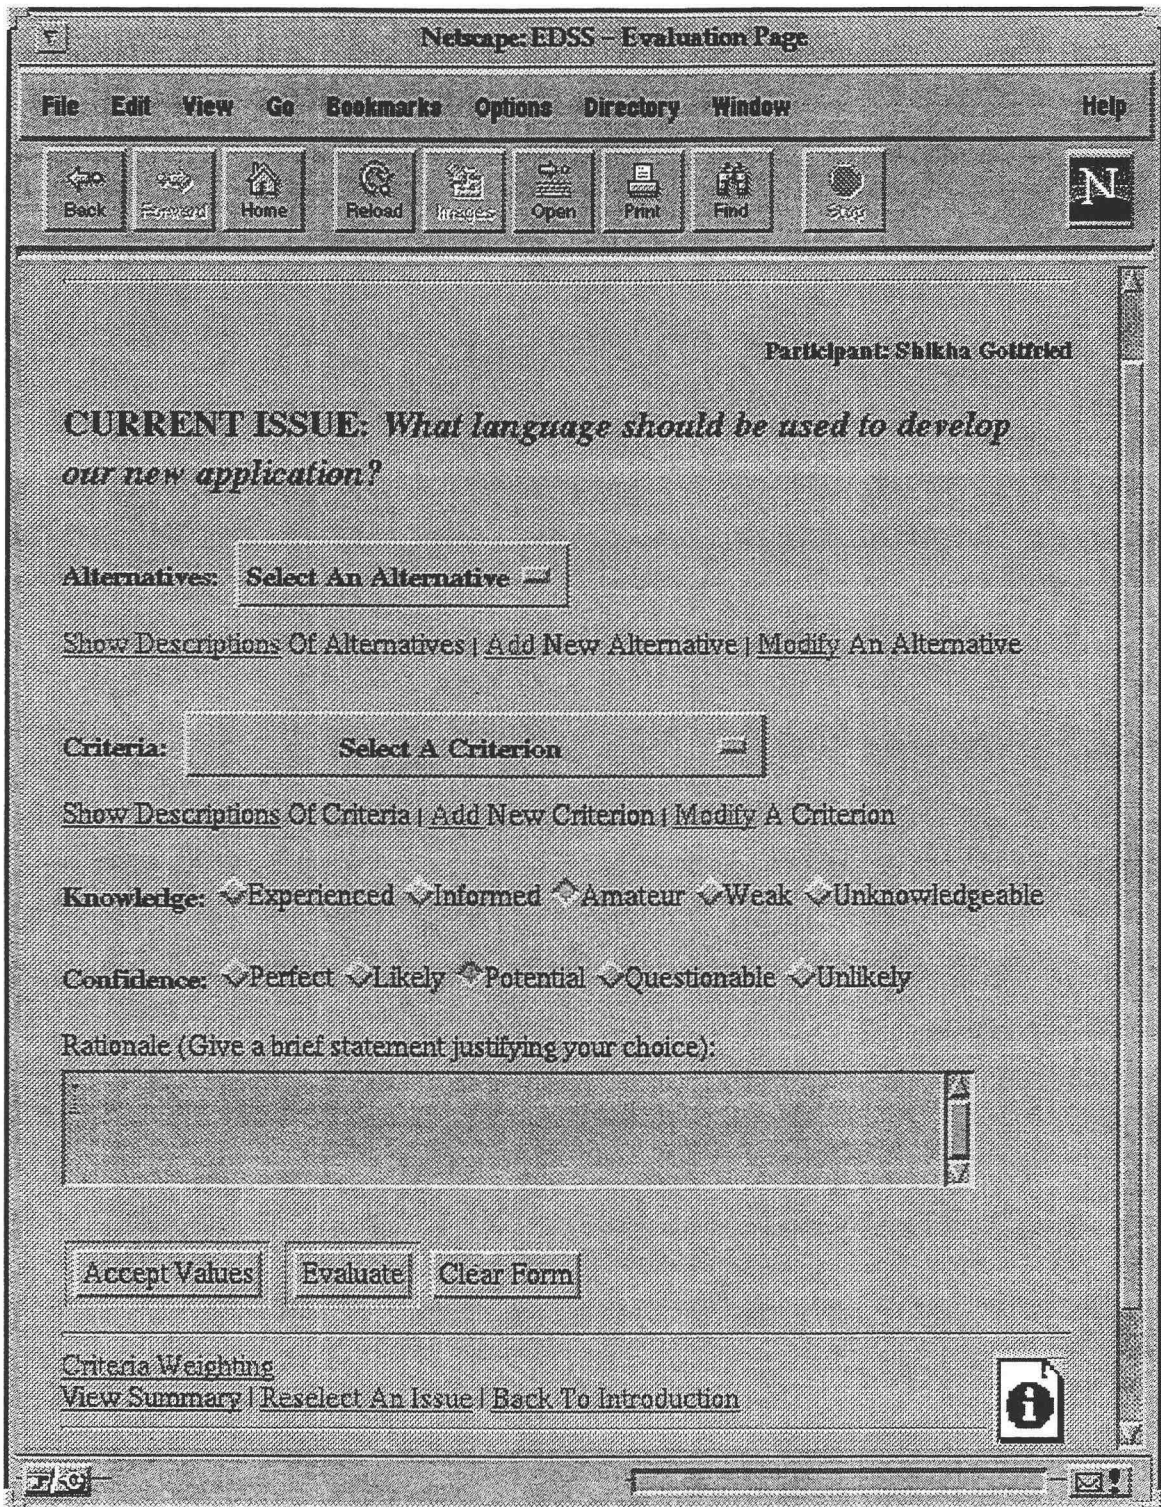 Netscape: EDSS – Evaluation Page
File Edit View Go Bookmarks Options Directory Window Help
Back Forward Home Reload Images Open Print Find Stop
N
Participant: Shikha Gottfried
CURRENT ISSUE: What language should be used to develop
our new application?
Alternatives: Select An Alternative
Show Descriptions Of Alternatives | Add New Alternative | Modify An Alternative
Criteria: Select A Criterion
Show Descriptions Of Criteria | Add New Criterion | Modify A Criterion
Knowledge: Experienced Informed Amateur Weak Unknowledgeable
Confidence: Perfect Likely Potential Questionable Unlikely
Rationale (Give a brief statement justifying your choice):
Accept Values Evaluate Clear Form
Criteria Weighting
View Summary | Reselect An Issue | Back To Introduction